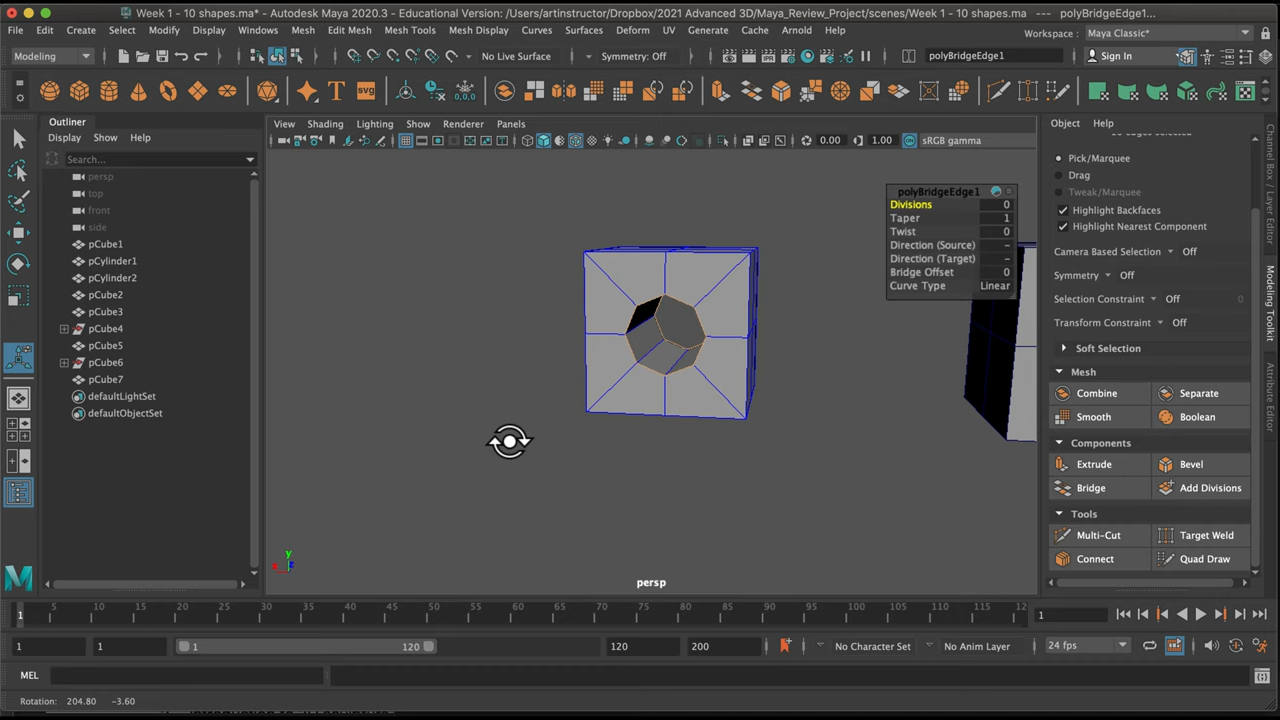 Week 1 - 10 shapes.ma* - Autodesk Maya 2020.3 - Educational Version: /Users/artinstructor/Dropbox/2021 Advanced 3D/Maya_Review_Project/scenes/Week 1 - 10 shapes.ma --- polyBridgeEdge1...
File Edit Create Select Modify Display Windows Mesh Edit Mesh Mesh Tools Mesh Display Curves Surfaces Deform UV Generate Cache Arnold Help
Workspace: Maya Classic*
Modeling No Live Surface Symmetry: Off polyBridgeEdge1 Sign In
Outliner
Display Show Help
Search...
persp
top
front
side
pCube1
pCylinder1
pCylinder2
pCube2
pCube3
pCube4
pCube5
pCube6
pCube7
defaultLightSet
defaultObjectSet
View Shading Lighting Show Renderer Panels
0.00 1.00 sRGB gamma
polyBridgeEdge1
Divisions 0
Taper 1
Twist 0
Direction (Source) -
Direction (Target) -
Bridge Offset 0
Curve Type Linear
y
persp
Object Help
Pick/Marquee
Drag
Tweak/Marquee
Highlight Backfaces
Highlight Nearest Component
Camera Based Selection Off
Symmetry Off
Selection Constraint Off 0
Transform Constraint Off
Soft Selection
Mesh
Combine Separate
Smooth Boolean
Components
Extrude Bevel
Bridge Add Divisions
Tools
Multi-Cut Target Weld
Connect Quad Draw
Channel Box / Layer Editor
Modeling Toolkit
Attribute Editor
1 5 10 15 20 25 30 35 40 45 50 55 60 65 70 75 80 85 90 95 100 105 110 115 12 1
1 1 1 120 120 200 No Character Set No Anim Layer 24 fps
MEL
Rotation: 204.80 -3.60